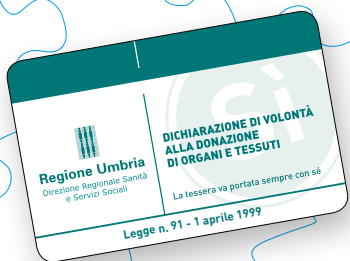 Sì
DICHIARAZIONE DI VOLONTÀ
ALLA DONAZIONE
DI ORGANI E TESSUTI
Regione Umbria
Direzione Regionale Sanità
e Servizi Sociali
La tessera va portata sempre con sé
Legge n. 91 - 1 aprile 1999